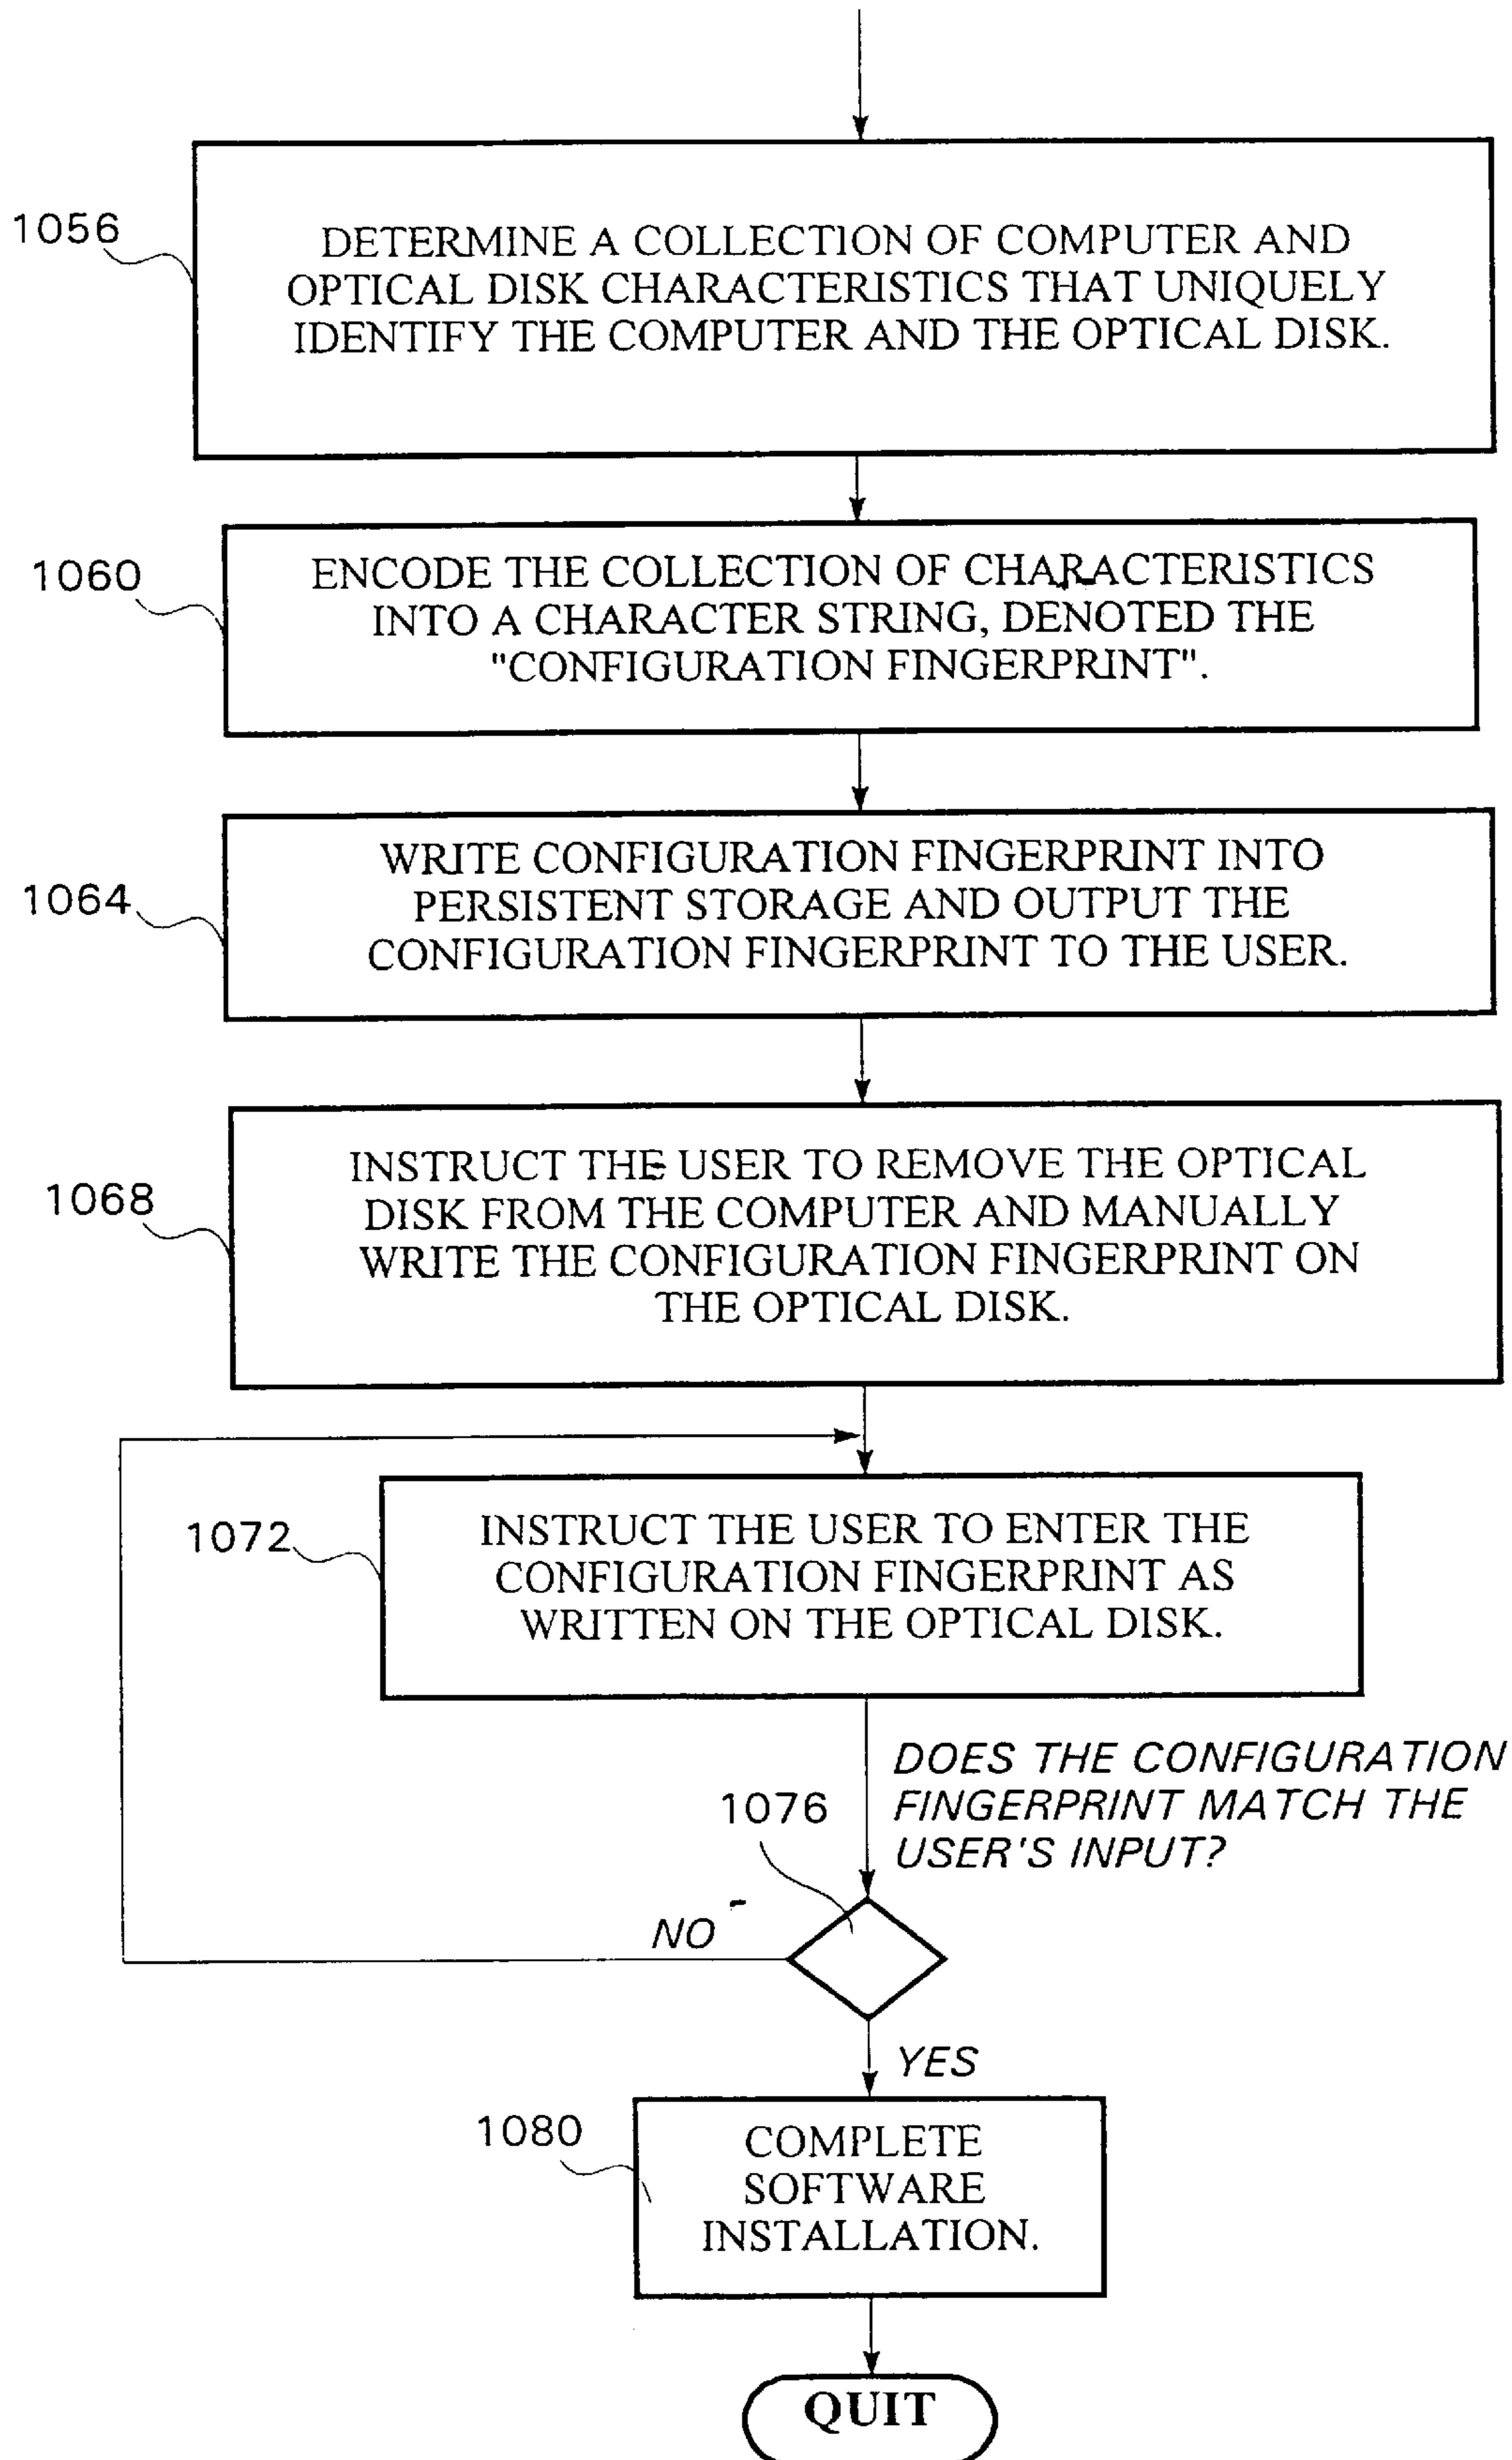 1056
DETERMINE A COLLECTION OF COMPUTER AND
OPTICAL DISK CHARACTERISTICS THAT UNIQUELY
IDENTIFY THE COMPUTER AND THE OPTICAL DISK.
1060
ENCODE THE COLLECTION OF CHARACTERISTICS
INTO A CHARACTER STRING, DENOTED THE
"CONFIGURATION FINGERPRINT".
1064
WRITE CONFIGURATION FINGERPRINT INTO
PERSISTENT STORAGE AND OUTPUT THE
CONFIGURATION FINGERPRINT TO THE USER.
1068
INSTRUCT THE USER TO REMOVE THE OPTICAL
DISK FROM THE COMPUTER AND MANUALLY
WRITE THE CONFIGURATION FINGERPRINT ON
THE OPTICAL DISK.
1072
INSTRUCT THE USER TO ENTER THE
CONFIGURATION FINGERPRINT AS
WRITTEN ON THE OPTICAL DISK.
DOES THE CONFIGURATION
FINGERPRINT MATCH THE
USER'S INPUT?
1076
NO
YES
1080
COMPLETE
SOFTWARE
INSTALLATION.
QUIT